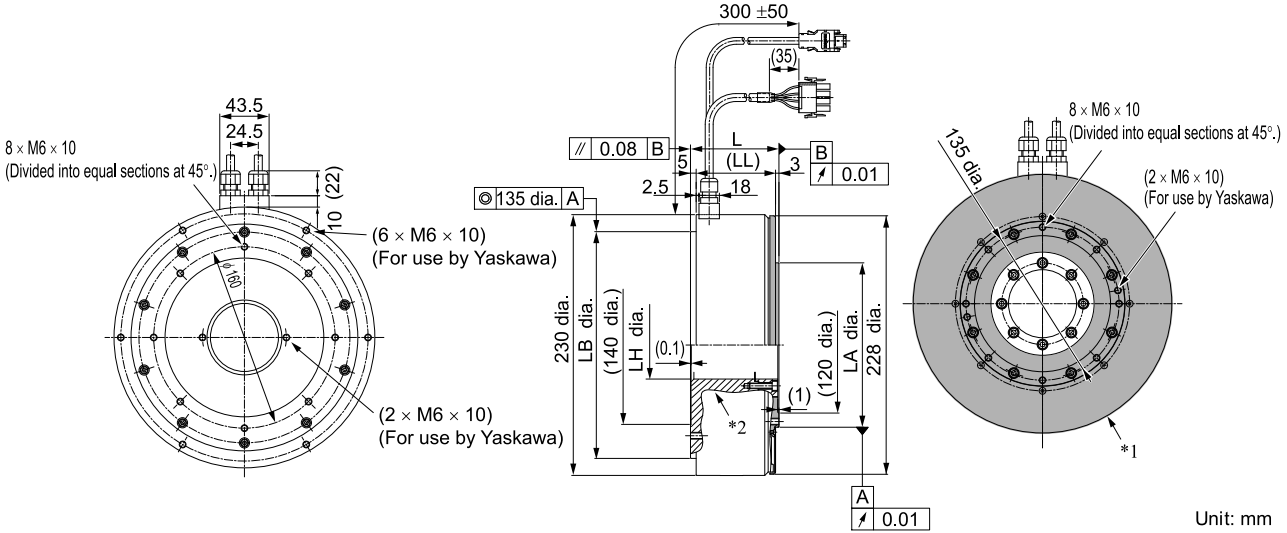 43.5
24.5
8 × M6 × 10
(Divided into equal sections at 45°.)
(22)
10
(6 × M6 × 10)
(For use by Yaskawa)
ϕ160
(2 × M6 × 10)
(For use by Yaskawa)
300 ±50
(35)
// 0.08 B
L
(LL)
5
3
B
↗ 0.01
2.5
18
◎ 135 dia. A
230 dia.
LB dia.
(140 dia.)
LH dia.
(0.1)
L
(1)
(120 dia.)
LA dia.
228 dia.
*2
A
↗ 0.01
8 × M6 × 10
(Divided into equal sections at 45°.)
135 dia.
(2 × M6 × 10)
(For use by Yaskawa)
*1
Unit: mm